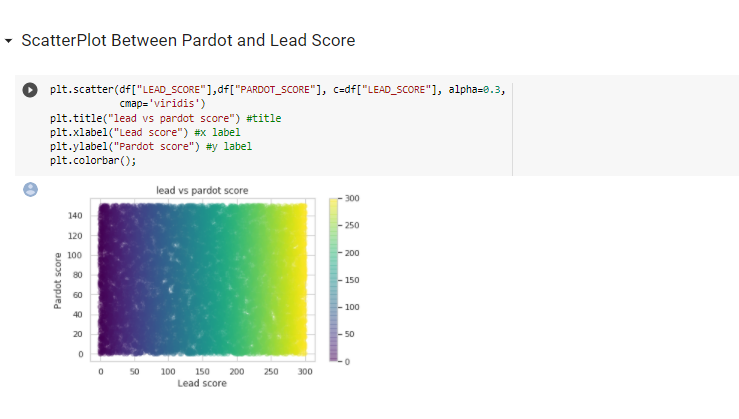 ScatterPlot Between Pardot and Lead Score
plt.scatter(df["LEAD_SCORE"],df["PARDOT_SCORE"], c=df["LEAD_SCORE"], alpha=0.3,
cmap='viridis')
plt.title("lead vs pardot score") #title
plt.xlabel("Lead score") #x label
plt.ylabel("Pardot score") #y label
plt.colorbar();
lead vs pardot score
Pardot score
140
120
100
80
60
40
20
0
0 50 100 150 200 250 300
Lead score
300
250
200
150
100
50
0